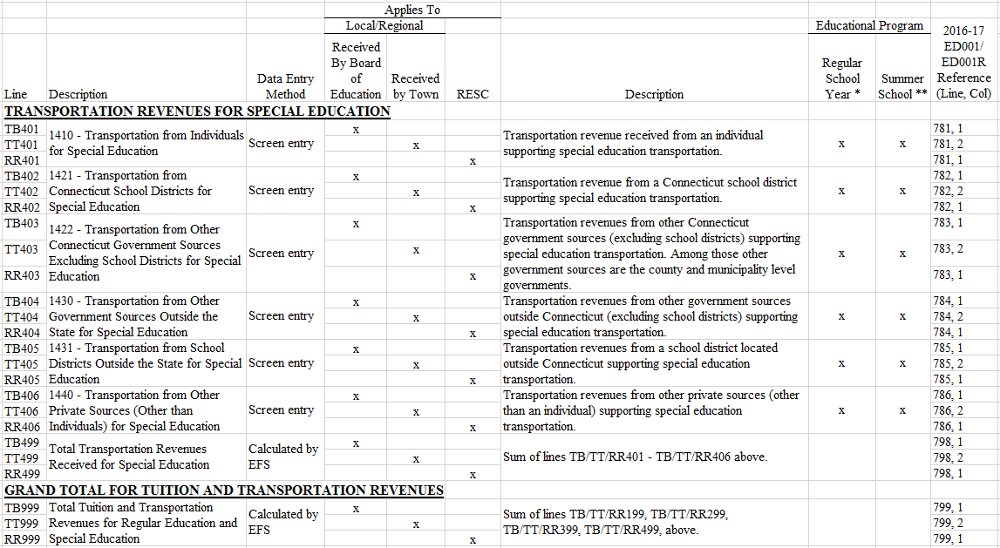 Applies To
Local/Regional Educational Program
Line Description Data Entry Method Received By Board of Education Received by Town RESC Description Regular School Year * Summer School ** 2016-17 ED001/ ED001R Reference (Line, Col)
TRANSPORTATION REVENUES FOR SPECIAL EDUCATION
TB401 x 781, 1
TT401 1410 - Transportation from Individuals for Special Education Screen entry x Transportation revenue received from an individual supporting special education transportation. x x 781, 2
RR401 x 781, 1
TB402 x 782, 1
TT402 1421 - Transportation from Connecticut School Districts for Special Education Screen entry x Transportation revenue from a Connecticut school district supporting special education transportation. x x 782, 2
RR402 x 782, 1
TB403 x 783, 1
TT403 1422 - Transportation from Other Connecticut Government Sources Excluding School Districts for Special Education Screen entry x Transportation revenues from other Connecticut government sources (excluding school districts) supporting special education transportation. Among those other government sources are the county and municipality level governments. x x 783, 2
RR403 x 783, 1
TB404 x 784, 1
TT404 1430 - Transportation from Other Government Sources Outside the State for Special Education Screen entry x Transportation revenues from other government sources outside Connecticut (excluding school districts) supporting special education transportation. x x 784, 2
RR404 x 784, 1
TB405 x 785, 1
TT405 1431 - Transportation from School Districts Outside the State for Special Education Screen entry x Transportation revenues from a school district located outside Connecticut supporting special education transportation. x x 785, 2
RR405 x 785, 1
TB406 x 786, 1
TT406 1440 - Transportation from Other Private Sources (Other than Individuals) for Special Education Screen entry x Transportation revenues from other private sources (other than an individual) supporting special education transportation. x x 786, 2
RR406 x 786, 1
TB499 x 798, 1
TT499 Total Transportation Revenues Received for Special Education Calculated by EFS x Sum of lines TB/TT/RR401 - TB/TT/RR406 above. 798, 2
RR499 x 798, 1
GRAND TOTAL FOR TUITION AND TRANSPORTATION REVENUES
TB999 x 799, 1
TT999 Total Tuition and Transportation Revenues for Regular Education and Special Education Calculated by EFS x Sum of lines TB/TT/RR199, TB/TT/RR299, TB/TT/RR399, TB/TT/RR499, above. 799, 2
RR999 x 799, 1